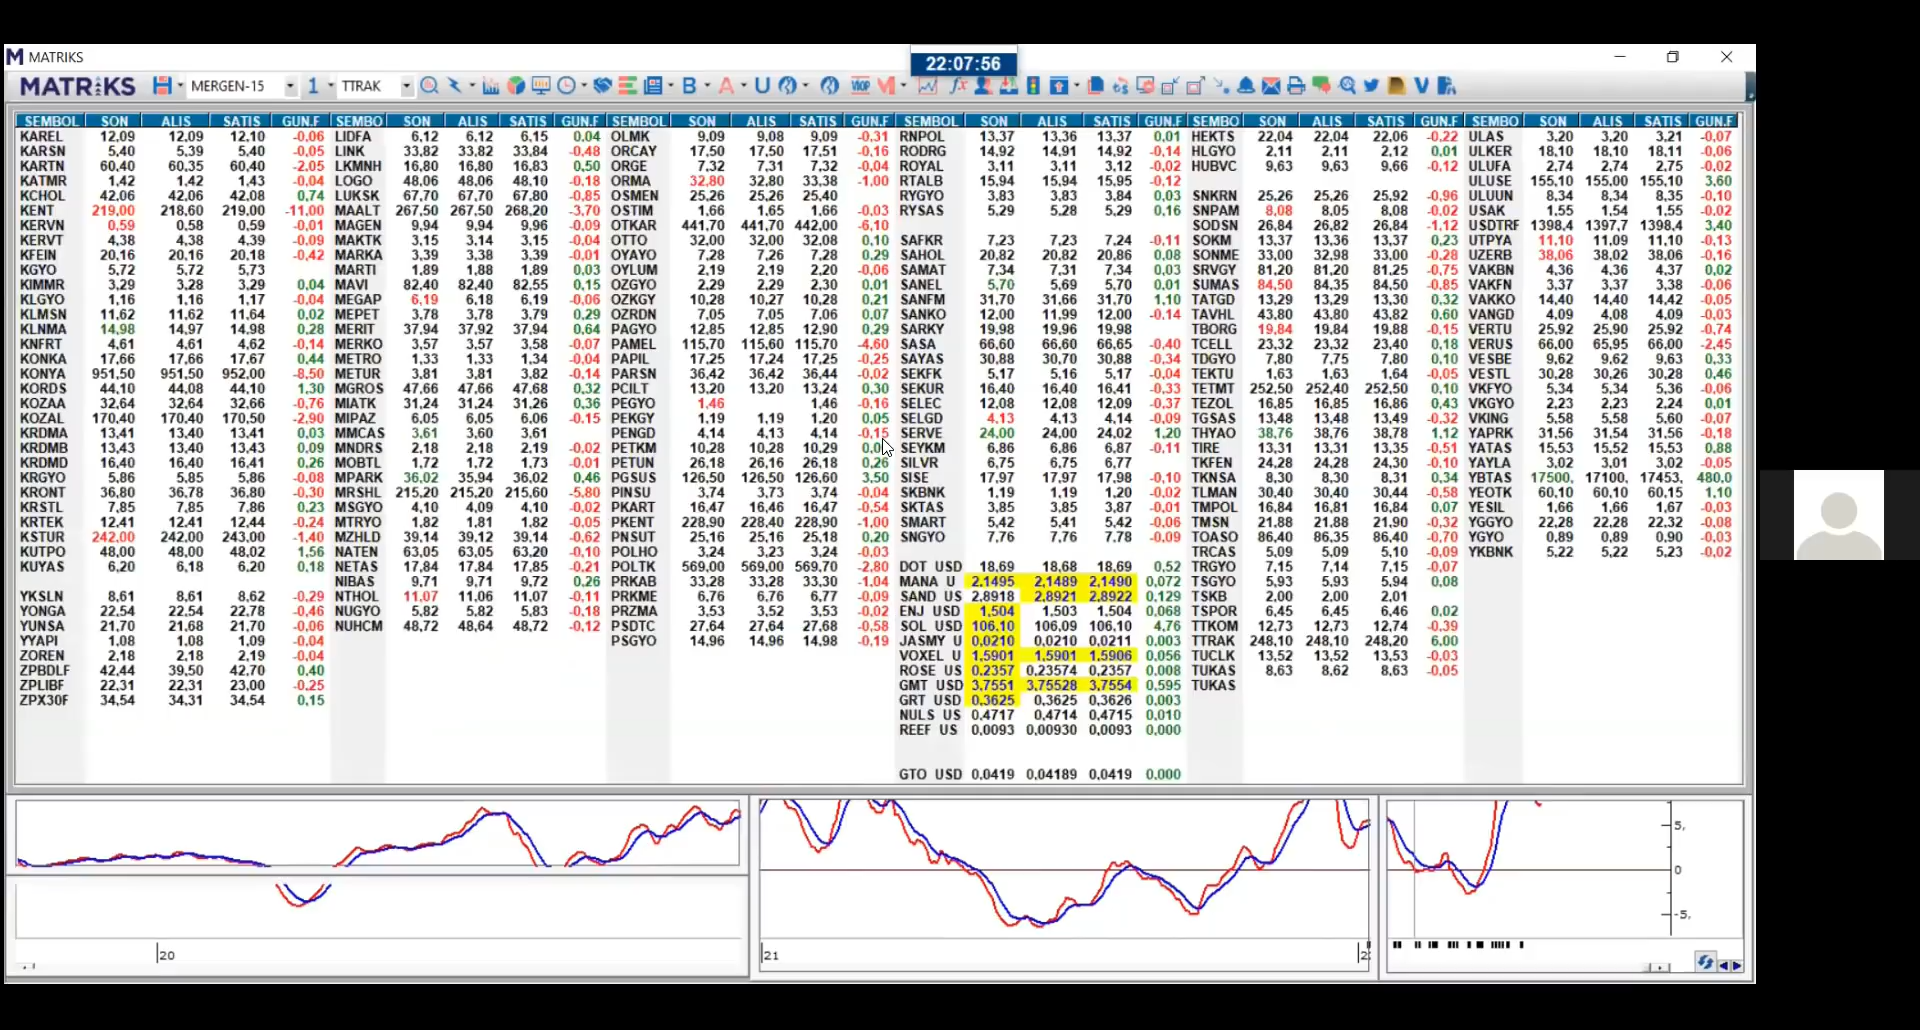 MATRIKS
22:07:56
MATRIKS MERGEN-15 1 TTRAK B A U VIOP M fx V
SEMBOL SON ALIS SATIS GUN.F SEMBO SON ALIS SATIS GUN.F SEMBOL SON ALIS SATIS GUN.F SEMBOL SON ALIS SATIS GUN.F SEMBO SON ALIS SATIS GUN.F SEMBO SON ALIS SATIS GUN.F
KAREL 12,09 12,09 12,10 -0,06 LIDFA 6,12 6,12 6,15 0,04 OLMK 9,09 9,08 9,09 -0,31 RNPOL 13,37 13,36 13,37 0,01 HEKTS 22,04 22,04 22,06 -0,22 ULAS 3,20 3,20 3,21 -0,07
KARSN 5,40 5,39 5,40 -0,05 LINK 33,82 33,82 33,84 -0,48 ORCAY 17,50 17,50 17,51 -0,16 RODRG 14,92 14,91 14,92 -0,14 HLGYO 2,11 2,11 2,12 0,01 ULKER 18,10 18,10 18,11 -0,06
KARTN 60,40 60,35 60,40 -2,05 LKMNH 16,80 16,80 16,83 0,50 ORGE 7,32 7,31 7,32 -0,04 ROYAL 3,11 3,11 3,12 -0,02 HUBVC 9,63 9,63 9,66 -0,12 ULUFA 2,74 2,74 2,75 -0,02
KATMR 1,42 1,42 1,43 -0,04 LOGO 48,06 48,06 48,10 -0,18 ORMA 32,80 32,80 33,38 -1,00 RTALB 15,94 15,94 15,95 -0,12 ULUSE 155,10 155,00 155,10 3,60
KCHOL 42,06 42,06 42,08 0,74 LUKSK 67,70 67,70 67,80 -0,85 OSMEN 25,26 25,26 25,40 RYGYO 3,83 3,83 3,84 0,03 SNKRN 25,26 25,26 25,92 -0,96 ULUUN 8,34 8,34 8,35 -0,10
KENT 219,00 218,60 219,00 -11,00 MAALT 267,50 267,50 268,20 -3,70 OSTIM 1,66 1,65 1,66 -0,03 RYSAS 5,29 5,28 5,29 0,16 SNPAM 8,08 8,05 8,08 -0,02 USAK 1,55 1,54 1,55 -0,02
KERVN 0,59 0,58 0,59 -0,01 MAGEN 9,94 9,94 9,96 -0,09 OTKAR 441,70 441,70 442,00 -6,10 SODSN 26,84 26,82 26,84 -1,12 USDTRF 1398,4 1397,7 1398,4 3,40
KERVT 4,38 4,38 4,39 -0,09 MAKTK 3,15 3,14 3,15 -0,04 OTTO 32,00 32,00 32,08 0,10 SAFKR 7,23 7,23 7,24 -0,11 SOKM 13,37 13,36 13,37 0,23 UTPYA 11,10 11,09 11,10 -0,13
KFEIN 20,16 20,16 20,18 -0,42 MARKA 3,39 3,38 3,39 -0,01 OYAYO 7,28 7,26 7,28 0,29 SAHOL 20,82 20,82 20,86 0,08 SONME 33,00 32,98 33,00 -0,28 UZERB 38,06 38,02 38,06 -0,16
KGYO 5,72 5,72 5,73 MARTI 1,89 1,88 1,89 0,03 OYLUM 2,19 2,19 2,20 -0,06 SAMAT 7,34 7,31 7,34 0,03 SRVGY 81,20 81,20 81,25 -0,75 VAKBN 4,36 4,36 4,37 0,02
KIMMR 3,29 3,28 3,29 0,04 MAVI 82,40 82,40 82,55 0,15 OZGYO 2,29 2,29 2,30 0,01 SANEL 5,70 5,69 5,70 0,01 SUMAS 84,50 84,35 84,50 -0,85 VAKFN 3,37 3,37 3,38 -0,06
KLGYO 1,16 1,16 1,17 -0,04 MEGAP 6,19 6,18 6,19 -0,06 OZKGY 10,28 10,27 10,28 0,21 SANFM 31,70 31,66 31,70 1,10 TATGD 13,29 13,29 13,30 0,32 VAKKO 14,40 14,40 14,42 -0,05
KLMSN 11,62 11,62 11,64 0,02 MEPET 3,78 3,78 3,79 0,29 OZRDN 7,05 7,05 7,06 0,07 SANKO 12,00 11,99 12,00 -0,14 TAVHL 43,80 43,80 43,82 0,60 VANGD 4,09 4,08 4,09 -0,03
KLNMA 14,98 14,97 14,98 0,28 MERIT 37,94 37,92 37,94 0,64 PAGYO 12,85 12,85 12,90 0,29 SARKY 19,98 19,96 19,98 TBORG 19,84 19,84 19,88 -0,15 VERTU 25,92 25,90 25,92 -0,74
KNFRT 4,61 4,61 4,62 -0,14 MERKO 3,57 3,57 3,58 -0,07 PAMEL 115,70 115,60 115,70 -4,60 SASA 66,60 66,60 66,65 -0,40 TCELL 23,32 23,32 23,40 0,18 VERUS 66,00 65,95 66,00 -2,45
KONKA 17,66 17,66 17,67 0,44 METRO 1,33 1,33 1,34 -0,04 PAPIL 17,25 17,24 17,25 -0,25 SAYAS 30,88 30,70 30,88 -0,34 TDGYO 7,80 7,75 7,80 0,10 VESBE 9,62 9,62 9,63 0,33
KONYA 951,50 951,50 952,00 -8,50 METUR 3,81 3,81 3,82 -0,14 PARSN 36,42 36,42 36,44 -0,02 SEKFK 5,17 5,16 5,17 -0,04 TEKTU 1,63 1,63 1,64 -0,05 VESTL 30,28 30,26 30,28 0,46
KORDS 44,10 44,08 44,10 1,30 MGROS 47,66 47,66 47,68 0,32 PCILT 13,20 13,20 13,24 0,30 SEKUR 16,40 16,40 16,41 -0,33 TETMT 252,50 252,40 252,50 0,10 VKFYO 5,34 5,34 5,36 -0,06
KOZAA 32,64 32,64 32,66 -0,76 MIATK 31,24 31,24 31,26 0,36 PEGYO 1,46 1,46 -0,16 SELEC 12,08 12,08 12,09 -0,37 TEZOL 16,85 16,85 16,86 0,43 VKGYO 2,23 2,23 2,24 0,01
KOZAL 170,40 170,40 170,50 -2,90 MIPAZ 6,05 6,05 6,06 -0,15 PEKGY 1,19 1,19 1,20 0,05 SELGD 4,13 4,13 4,14 -0,09 TGSAS 13,48 13,48 13,49 -0,32 VKING 5,58 5,58 5,60 -0,07
KRDMA 13,41 13,40 13,41 0,03 MMCAS 3,61 3,60 3,61 PENGD 4,14 4,13 4,14 -0,15 SERVE 24,00 24,00 24,02 1,20 THYAO 38,76 38,76 38,78 1,12 YAPRK 31,56 31,54 31,56 -0,18
KRDMB 13,43 13,40 13,43 0,09 MNDRS 2,18 2,18 2,19 -0,02 PETKM 10,28 10,28 10,29 SEYKM 6,86 6,86 6,87 -0,11 TIRE 13,31 13,31 13,35 -0,51 YATAS 15,53 15,51 15,53 0,88
KRDMD 16,40 16,40 16,41 0,26 MOBTL 1,72 1,72 1,73 -0,01 PETUN 26,18 26,16 26,18 0,26 SILVR 6,75 6,75 6,77 TKFEN 24,28 24,28 24,30 -0,10 YAYLA 3,02 3,01 3,02 -0,05
KRGYO 5,86 5,85 5,86 -0,08 MPARK 36,02 35,94 36,02 0,46 PGSUS 126,50 126,50 126,60 3,50 SISE 17,97 17,97 17,98 -0,10 TKNSA 8,30 8,30 8,31 0,34 YBTAS 17500, 17100, 17453, 480,0
KRONT 36,80 36,78 36,80 -0,30 MRSHL 215,20 215,20 215,60 -5,80 PINSU 3,74 3,73 3,74 -0,04 SKBNK 1,19 1,19 1,20 -0,02 TLMAN 30,40 30,40 30,44 -0,58 YEOTK 60,10 60,10 60,15 1,10
KRSTL 7,85 7,85 7,86 0,23 MSGYO 4,10 4,09 4,10 -0,02 PKART 16,47 16,46 16,47 -0,54 SKTAS 3,85 3,85 3,87 -0,01 TMPOL 16,84 16,81 16,84 0,07 YESIL 1,66 1,66 1,67 -0,03
KRTEK 12,41 12,41 12,44 -0,24 MTRYO 1,82 1,81 1,82 -0,05 PKENT 228,90 228,40 228,90 -1,00 SMART 5,42 5,41 5,42 -0,06 TMSN 21,88 21,88 21,90 -0,32 YGGYO 22,28 22,28 22,32 -0,08
KSTUR 242,00 242,00 243,00 -1,40 MZHLD 39,14 39,12 39,14 -0,62 PNSUT 25,16 25,16 25,18 0,20 SNGYO 7,76 7,76 7,78 -0,09 TOASO 86,40 86,35 86,40 -0,70 YGYO 0,89 0,89 0,90 -0,03
KUTPO 48,00 48,00 48,02 1,56 NATEN 63,05 63,05 63,20 -0,10 POLHO 3,24 3,23 3,24 -0,03 TRCAS 5,09 5,09 5,10 -0,09 YKBNK 5,22 5,22 5,23 -0,02
KUYAS 6,20 6,18 6,20 0,18 NETAS 17,84 17,84 17,85 -0,21 POLTK 569,00 569,00 569,70 -2,80 DOT USD 18,69 18,68 18,69 0,52 TRGYO 7,15 7,14 7,15 -0,07
NIBAS 9,71 9,71 9,72 0,26 PRKAB 33,28 33,28 33,30 -1,04 MANA U 2,1495 2,1489 2,1490 0,072 TSGYO 5,93 5,93 5,94 0,08
YKSLN 8,61 8,61 8,62 -0,29 NTHOL 11,07 11,06 11,07 -0,11 PRKME 6,76 6,76 6,77 -0,09 SAND US 2,8918 2,8921 2,8922 0,129 TSKB 2,00 2,00 2,01
YONGA 22,54 22,54 22,78 -0,46 NUGYO 5,82 5,82 5,83 -0,18 PRZMA 3,53 3,52 3,53 -0,02 ENJ USD 1,504 1,503 1,504 0,068 TSPOR 6,45 6,45 6,46 0,02
YUNSA 21,70 21,68 21,70 -0,06 NUHCM 48,72 48,64 48,72 -0,12 PSDTC 27,64 27,64 27,68 -0,58 SOL USD 106,10 106,09 106,10 4,76 TTKOM 12,73 12,73 12,74 -0,39
YYAPI 1,08 1,08 1,09 -0,04 PSGYO 14,96 14,96 14,98 -0,19 JASMY U 0,0210 0,0210 0,0211 0,003 TTRAK 248,10 248,10 248,20 6,00
ZOREN 2,18 2,18 2,19 -0,04 VOXEL U 1,5901 1,5901 1,5906 0,056 TUCLK 13,52 13,52 13,53 -0,03
ZPBDLF 42,44 39,50 42,70 0,40 ROSE US 0,2357 0,23574 0,2357 0,008 TUKAS 8,63 8,62 8,63 -0,05
ZPLIBF 22,31 22,31 23,00 -0,25 GMT USD 3,7551 3,75528 3,7554 0,595 TUKAS
ZPX30F 34,54 34,31 34,54 0,15 GRT USD 0,3625 0,3625 0,3626 0,003
NULS US 0,4717 0,4714 0,4715 0,010
REEF US 0,0093 0,00930 0,0093 0,000
GTO USD 0,0419 0,04189 0,0419 0,000
5,
0
-5,
20
21